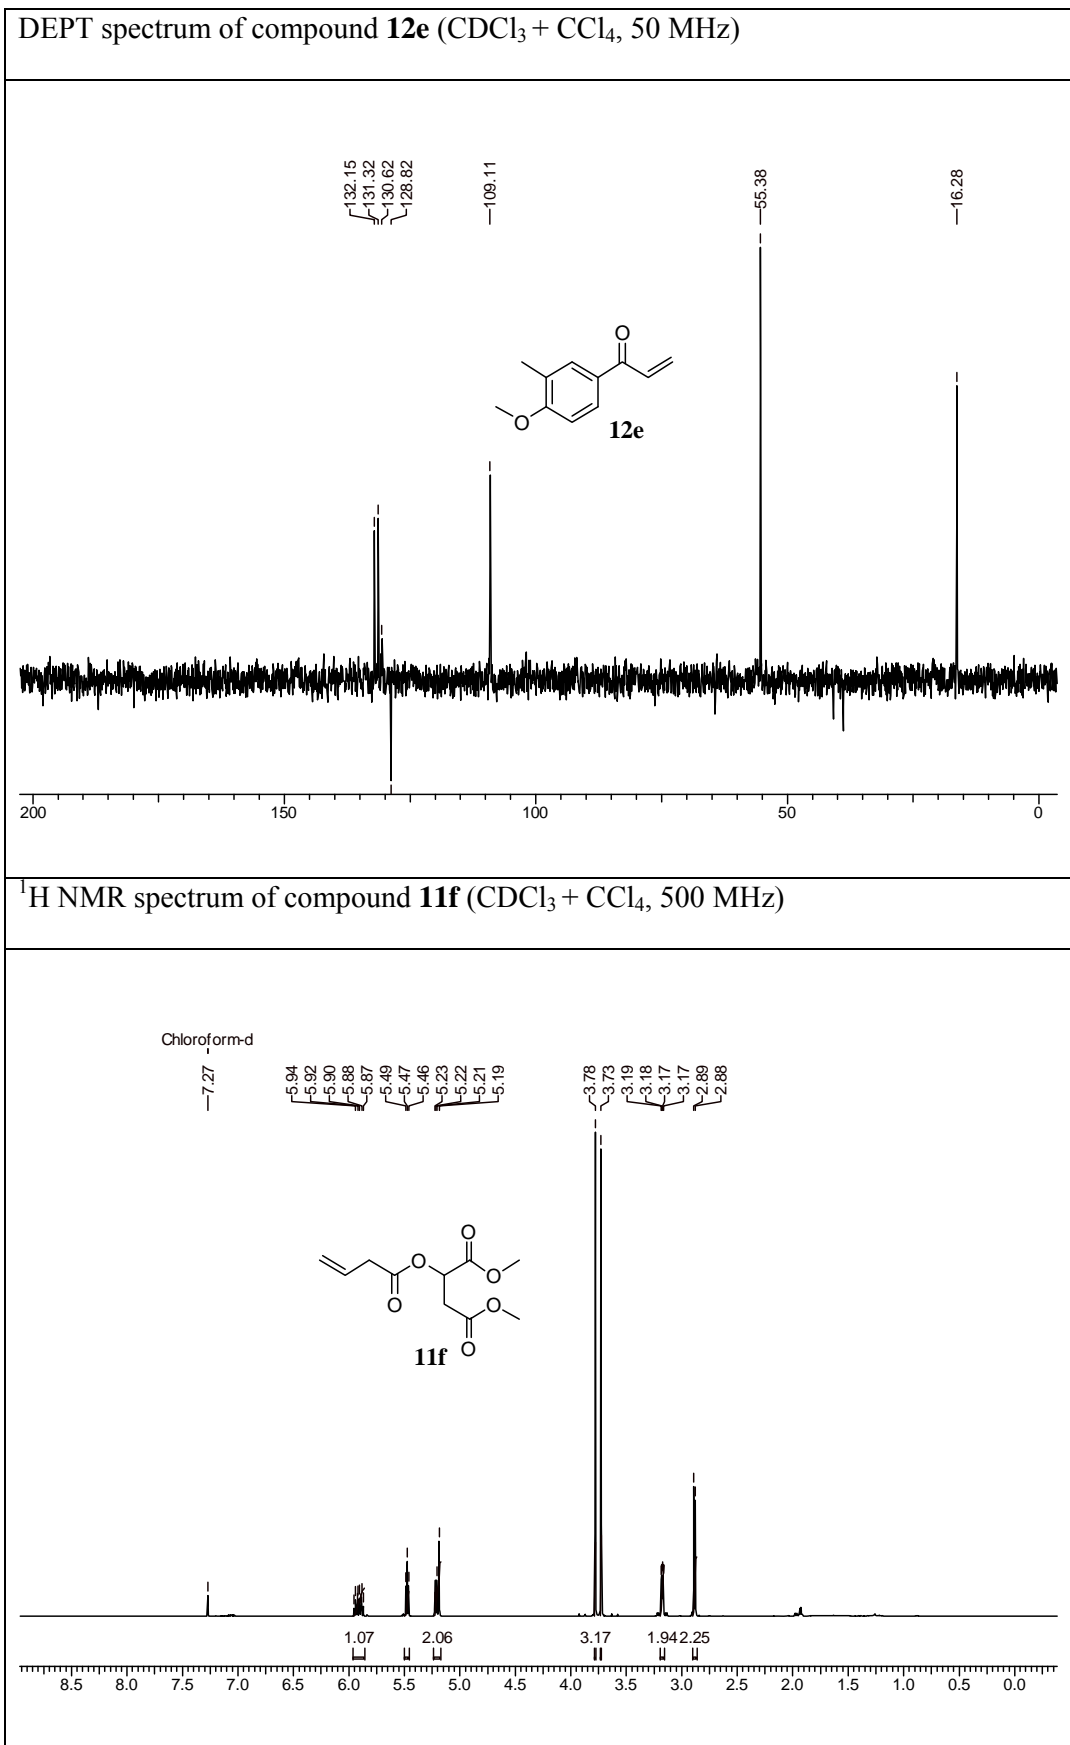 DEPT spectrum of compound 12e (CDCl3 + CCl4, 50 MHz)
132.15
131.32
130.62
128.82
109.11
55.38
16.28
O
O
12e
200 150 100 50 0
1H NMR spectrum of compound 11f (CDCl3 + CCl4, 500 MHz)
Chloroform-d
7.27
5.94
5.92
5.90
5.88
5.87
5.49
5.47
5.46
5.23
5.22
5.21
5.19
3.78
3.73
3.19
3.18
3.17
3.17
2.89
2.88
O
O
O
O
O
O
11f
1.07 2.06 3.17 1.94 2.25
8.5 8.0 7.5 7.0 6.5 6.0 5.5 5.0 4.5 4.0 3.5 3.0 2.5 2.0 1.5 1.0 0.5 0.0